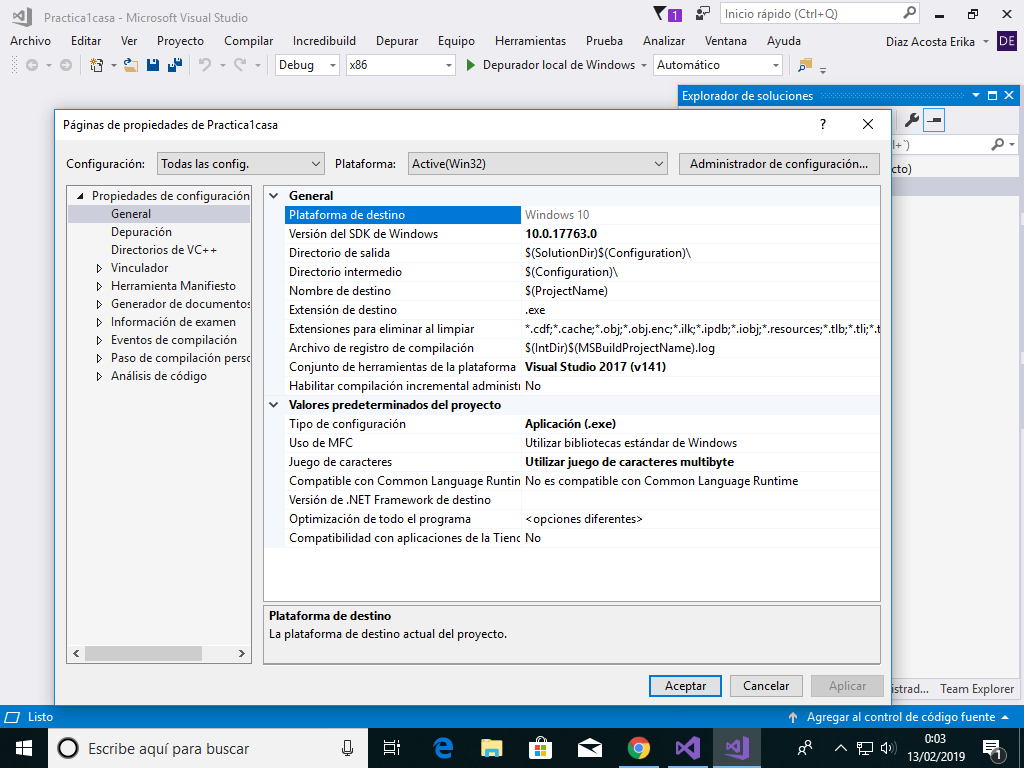 Practica1casa - Microsoft Visual Studio
1
Inicio rápido (Ctrl+Q)
Archivo Editar Ver Proyecto Compilar Incredibuild Depurar Equipo Herramientas Prueba Analizar Ventana Ayuda Diaz Acosta Erika DE
Debug x86 Depurador local de Windows Automático
Explorador de soluciones
Páginas de propiedades de Practica1casa ?
Configuración: Todas las config. Plataforma: Active(Win32) Administrador de configuración...
Propiedades de configuración
General
Depuración
Directorios de VC++
Vinculador
Herramienta Manifiesto
Generador de documentos
Información de examen
Eventos de compilación
Paso de compilación perso
Análisis de código
General
Plataforma de destino Windows 10
Versión del SDK de Windows 10.0.17763.0
Directorio de salida $(SolutionDir)$(Configuration)\
Directorio intermedio $(Configuration)\
Nombre de destino $(ProjectName)
Extensión de destino .exe
Extensiones para eliminar al limpiar *.cdf;*.cache;*.obj;*.obj.enc;*.ilk;*.ipdb;*.iobj;*.resources;*.tlb;*.tli;*.t
Archivo de registro de compilación $(IntDir)$(MSBuildProjectName).log
Conjunto de herramientas de la plataforma Visual Studio 2017 (v141)
Habilitar compilación incremental administr No
Valores predeterminados del proyecto
Tipo de configuración Aplicación (.exe)
Uso de MFC Utilizar bibliotecas estándar de Windows
Juego de caracteres Utilizar juego de caracteres multibyte
Compatible con Common Language Runtin No es compatible con Common Language Runtime
Versión de .NET Framework de destino
Optimización de todo el programa <opciones diferentes>
Compatibilidad con aplicaciones de la Tienc No
Plataforma de destino
La plataforma de destino actual del proyecto.
Aceptar Cancelar Aplicar
l+´)
cto)
istrad... Team Explorer
Listo Agregar al control de código fuente
Escribe aquí para buscar
0:03
13/02/2019
1